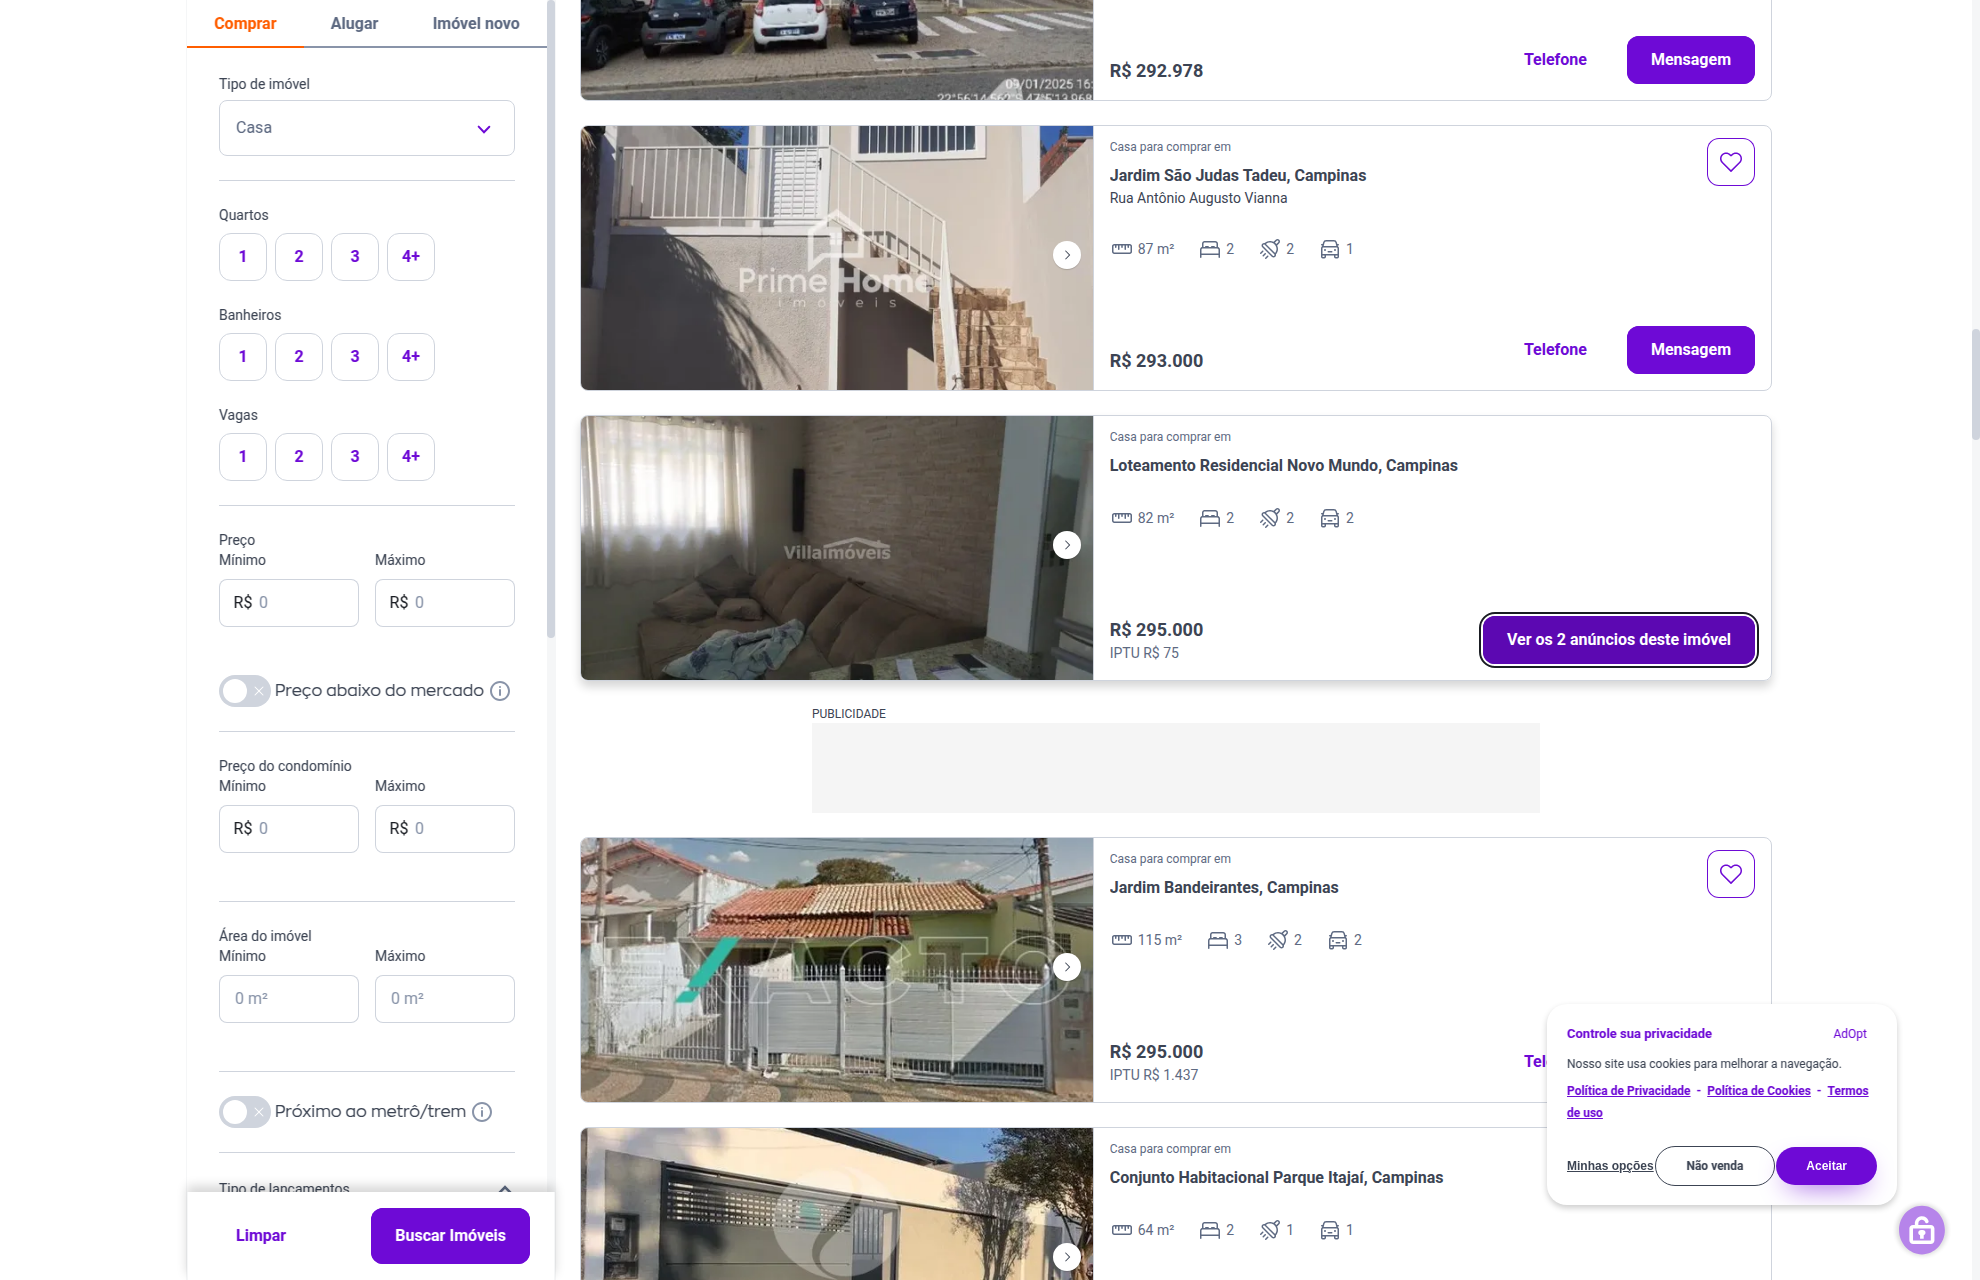 Comprar
Alugar
Imóvel novo
Tipo de imóvel
Casa
Quartos
1
2
3
4+
Banheiros
1
2
3
4+
Vagas
1
2
3
4+
Preço
Mínimo
Máximo
R$ 0
R$ 0
Preço abaixo do mercado
Preço do condomínio
Mínimo
Máximo
R$ 0
R$ 0
Área do imóvel
Mínimo
Máximo
0 m²
0 m²
Próximo ao metrô/trem
Tipo de lançamentos
Limpar
Buscar Imóveis
09/01/2025 16:
R$ 292.978
Telefone
Mensagem
Prime Home
imóveis
Casa para comprar em
Jardim São Judas Tadeu, Campinas
Rua Antônio Augusto Vianna
87 m²
2
2
1
R$ 293.000
Telefone
Mensagem
Villaimóveis
Casa para comprar em
Loteamento Residencial Novo Mundo, Campinas
82 m²
2
2
2
R$ 295.000
IPTU R$ 75
Ver os 2 anúncios deste imóvel
PUBLICIDADE
EXACTO
Casa para comprar em
Jardim Bandeirantes, Campinas
115 m²
3
2
2
R$ 295.000
IPTU R$ 1.437
Tel
Casa para comprar em
Conjunto Habitacional Parque Itajaí, Campinas
64 m²
2
1
1
Controle sua privacidade
AdOpt
Nosso site usa cookies para melhorar a navegação.
Política de Privacidade - Política de Cookies - Termos
de uso
Minhas opções
Não venda
Aceitar